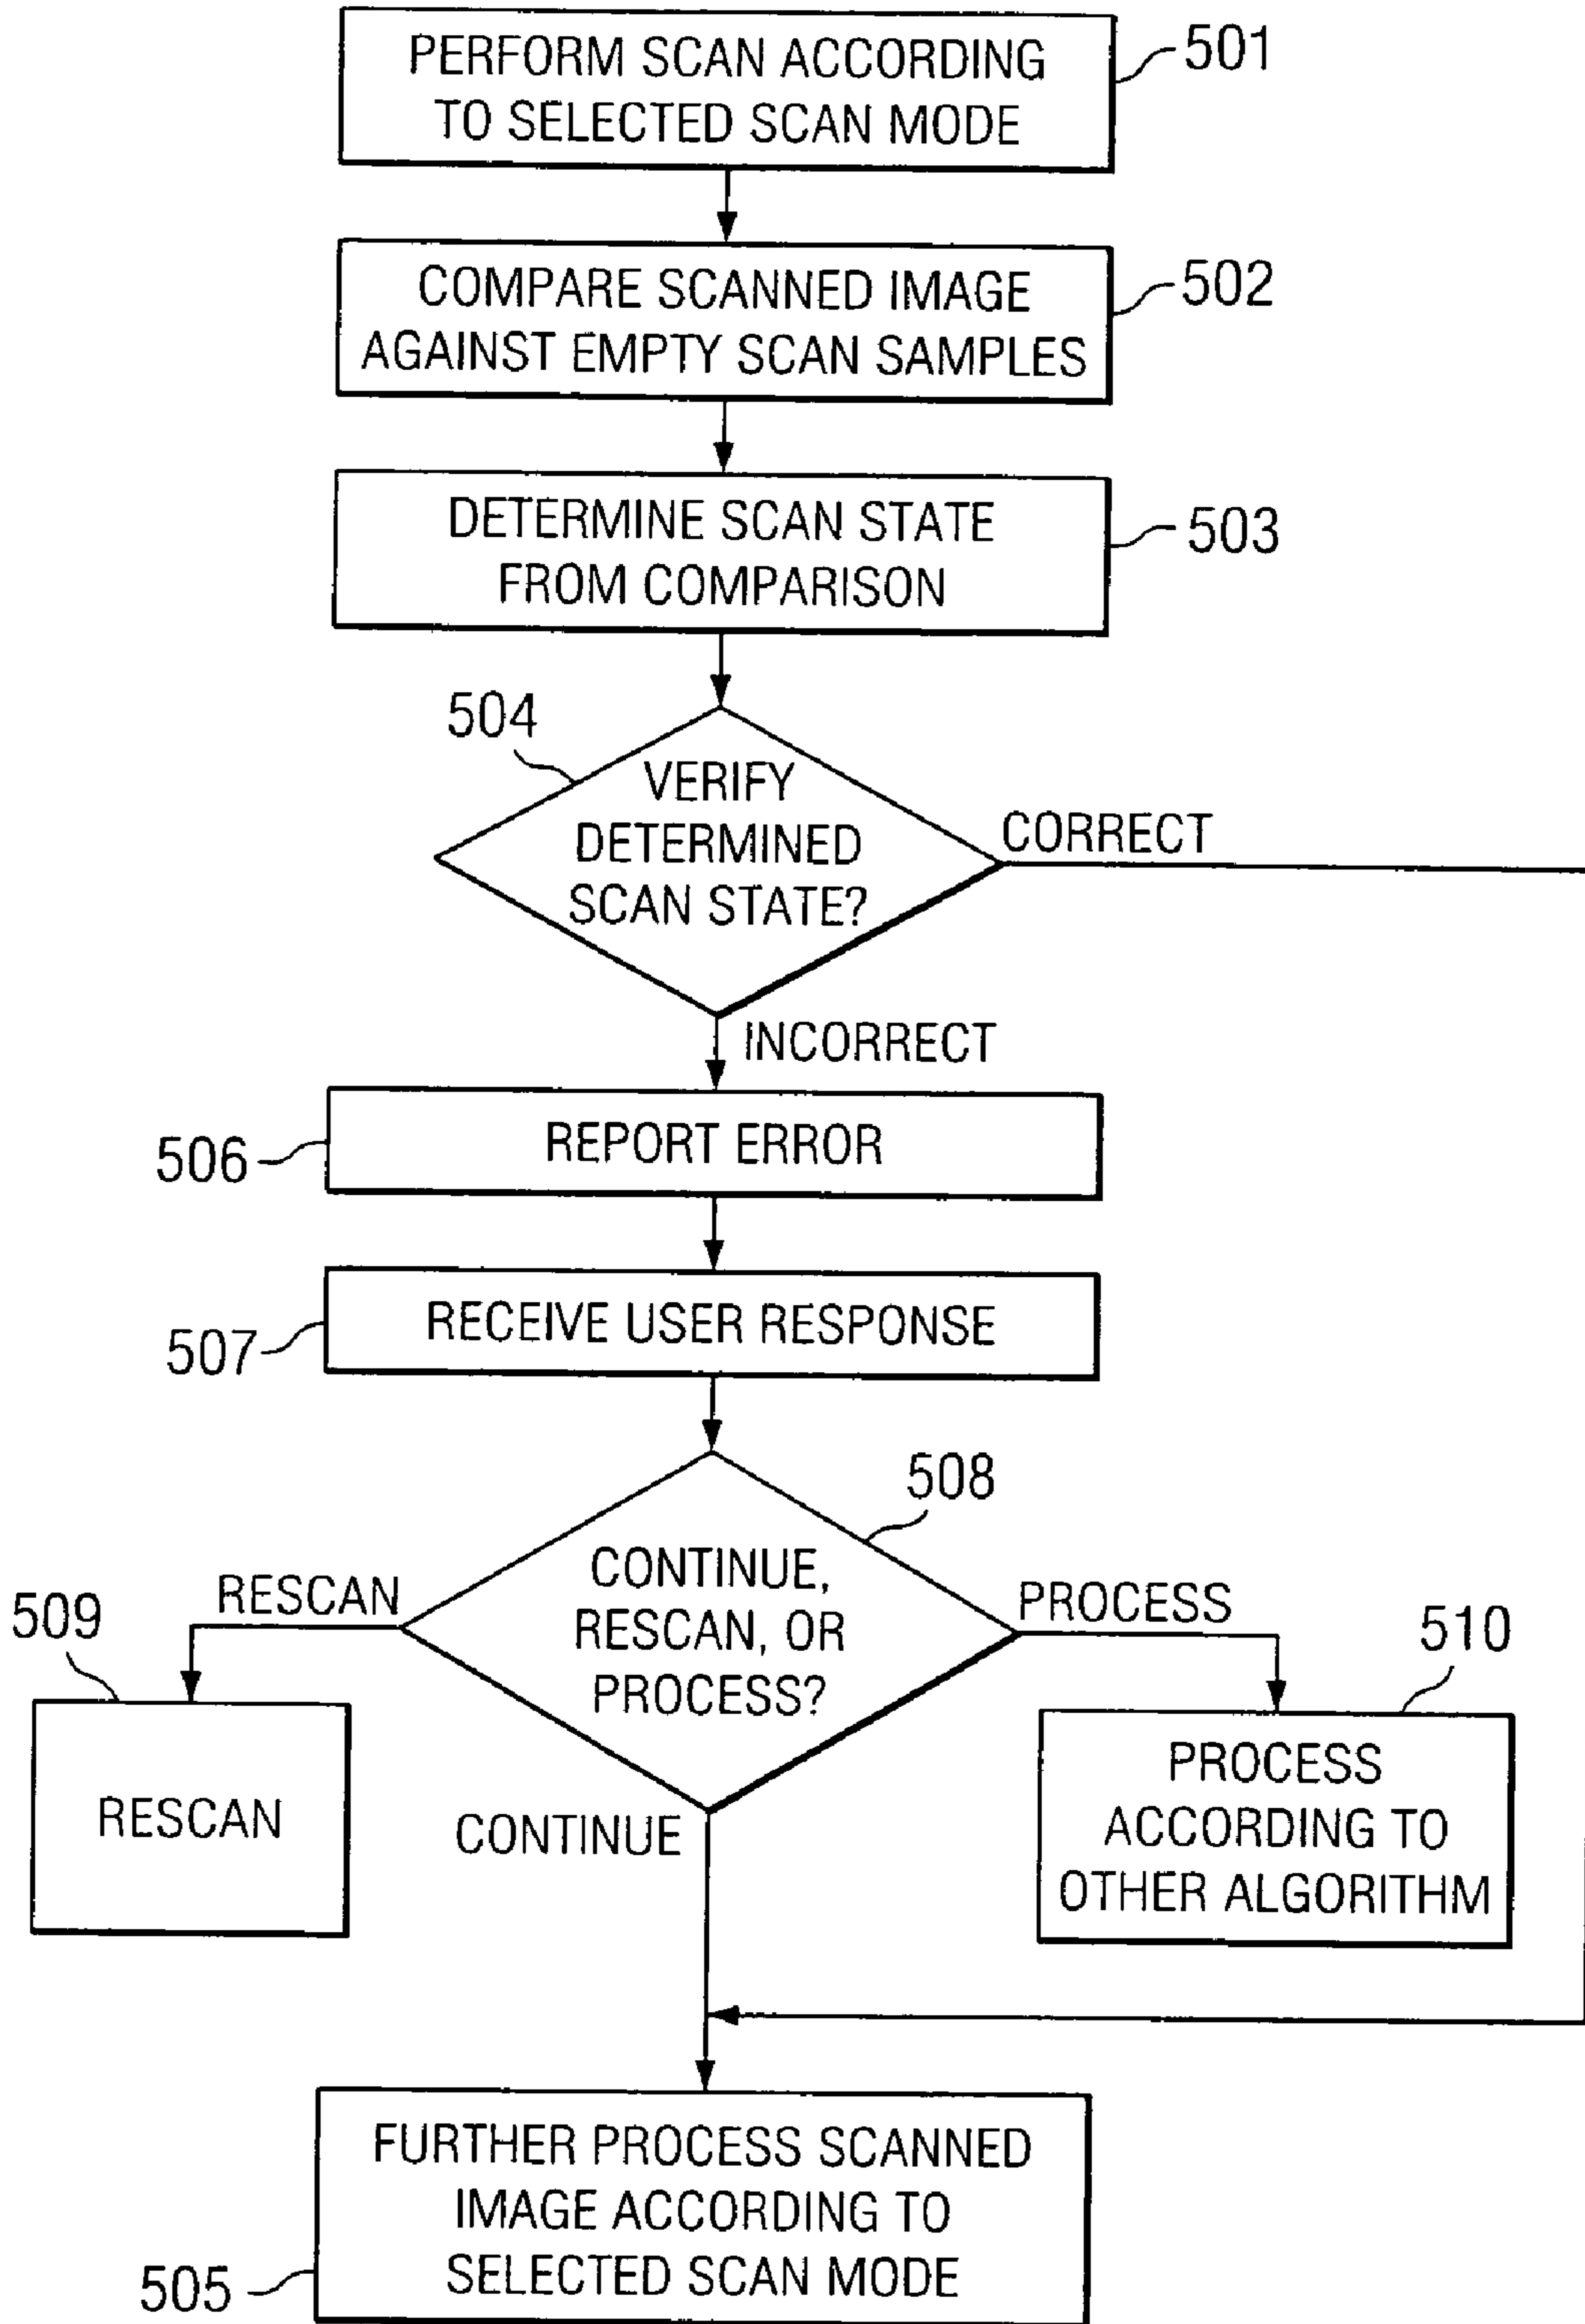 PERFORM SCAN ACCORDING
TO SELECTED SCAN MODE
501
COMPARE SCANNED IMAGE
AGAINST EMPTY SCAN SAMPLES
502
DETERMINE SCAN STATE
FROM COMPARISON
503
504
VERIFY
DETERMINED
SCAN STATE?
CORRECT
INCORRECT
REPORT ERROR
506
RECEIVE USER RESPONSE
507
508
CONTINUE,
RESCAN, OR
PROCESS?
RESCAN
PROCESS
509
RESCAN
510
PROCESS
ACCORDING TO
OTHER ALGORITHM
CONTINUE
FURTHER PROCESS SCANNED
IMAGE ACCORDING TO
SELECTED SCAN MODE
505